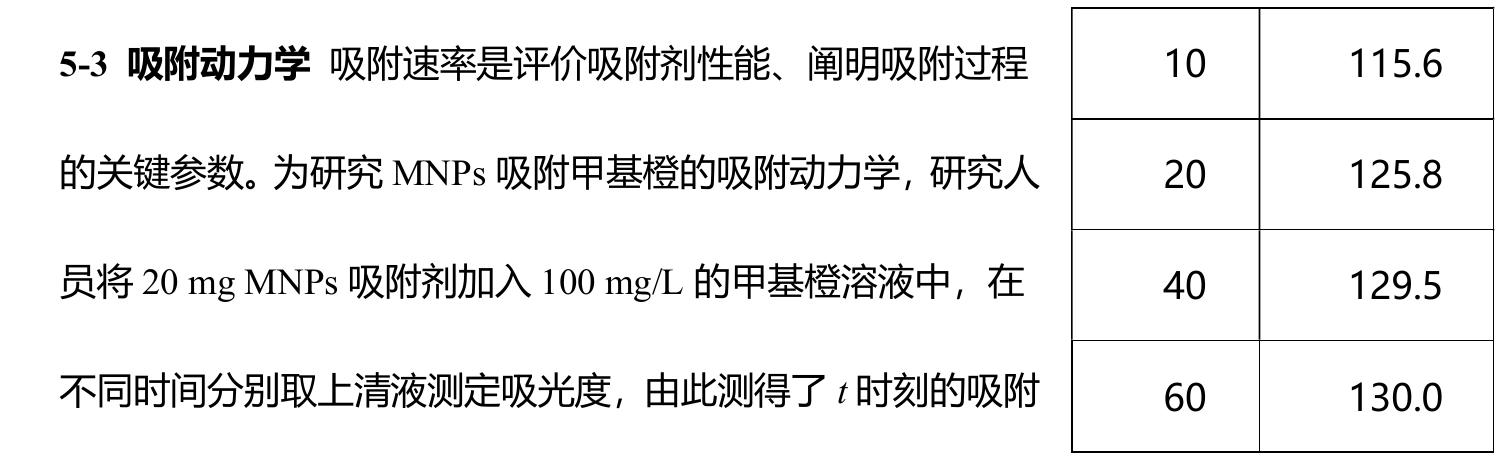 5-3 吸附动力学 吸附速率是评价吸附剂性能、阐明吸附过程
的关键参数。为研究 MNPs 吸附甲基橙的吸附动力学，研究人
员将 20 mg MNPs 吸附剂加入 100 mg/L 的甲基橙溶液中，在
不同时间分别取上清液测定吸光度，由此测得了 t 时刻的吸附
10 115.6
20 125.8
40 129.5
60 130.0